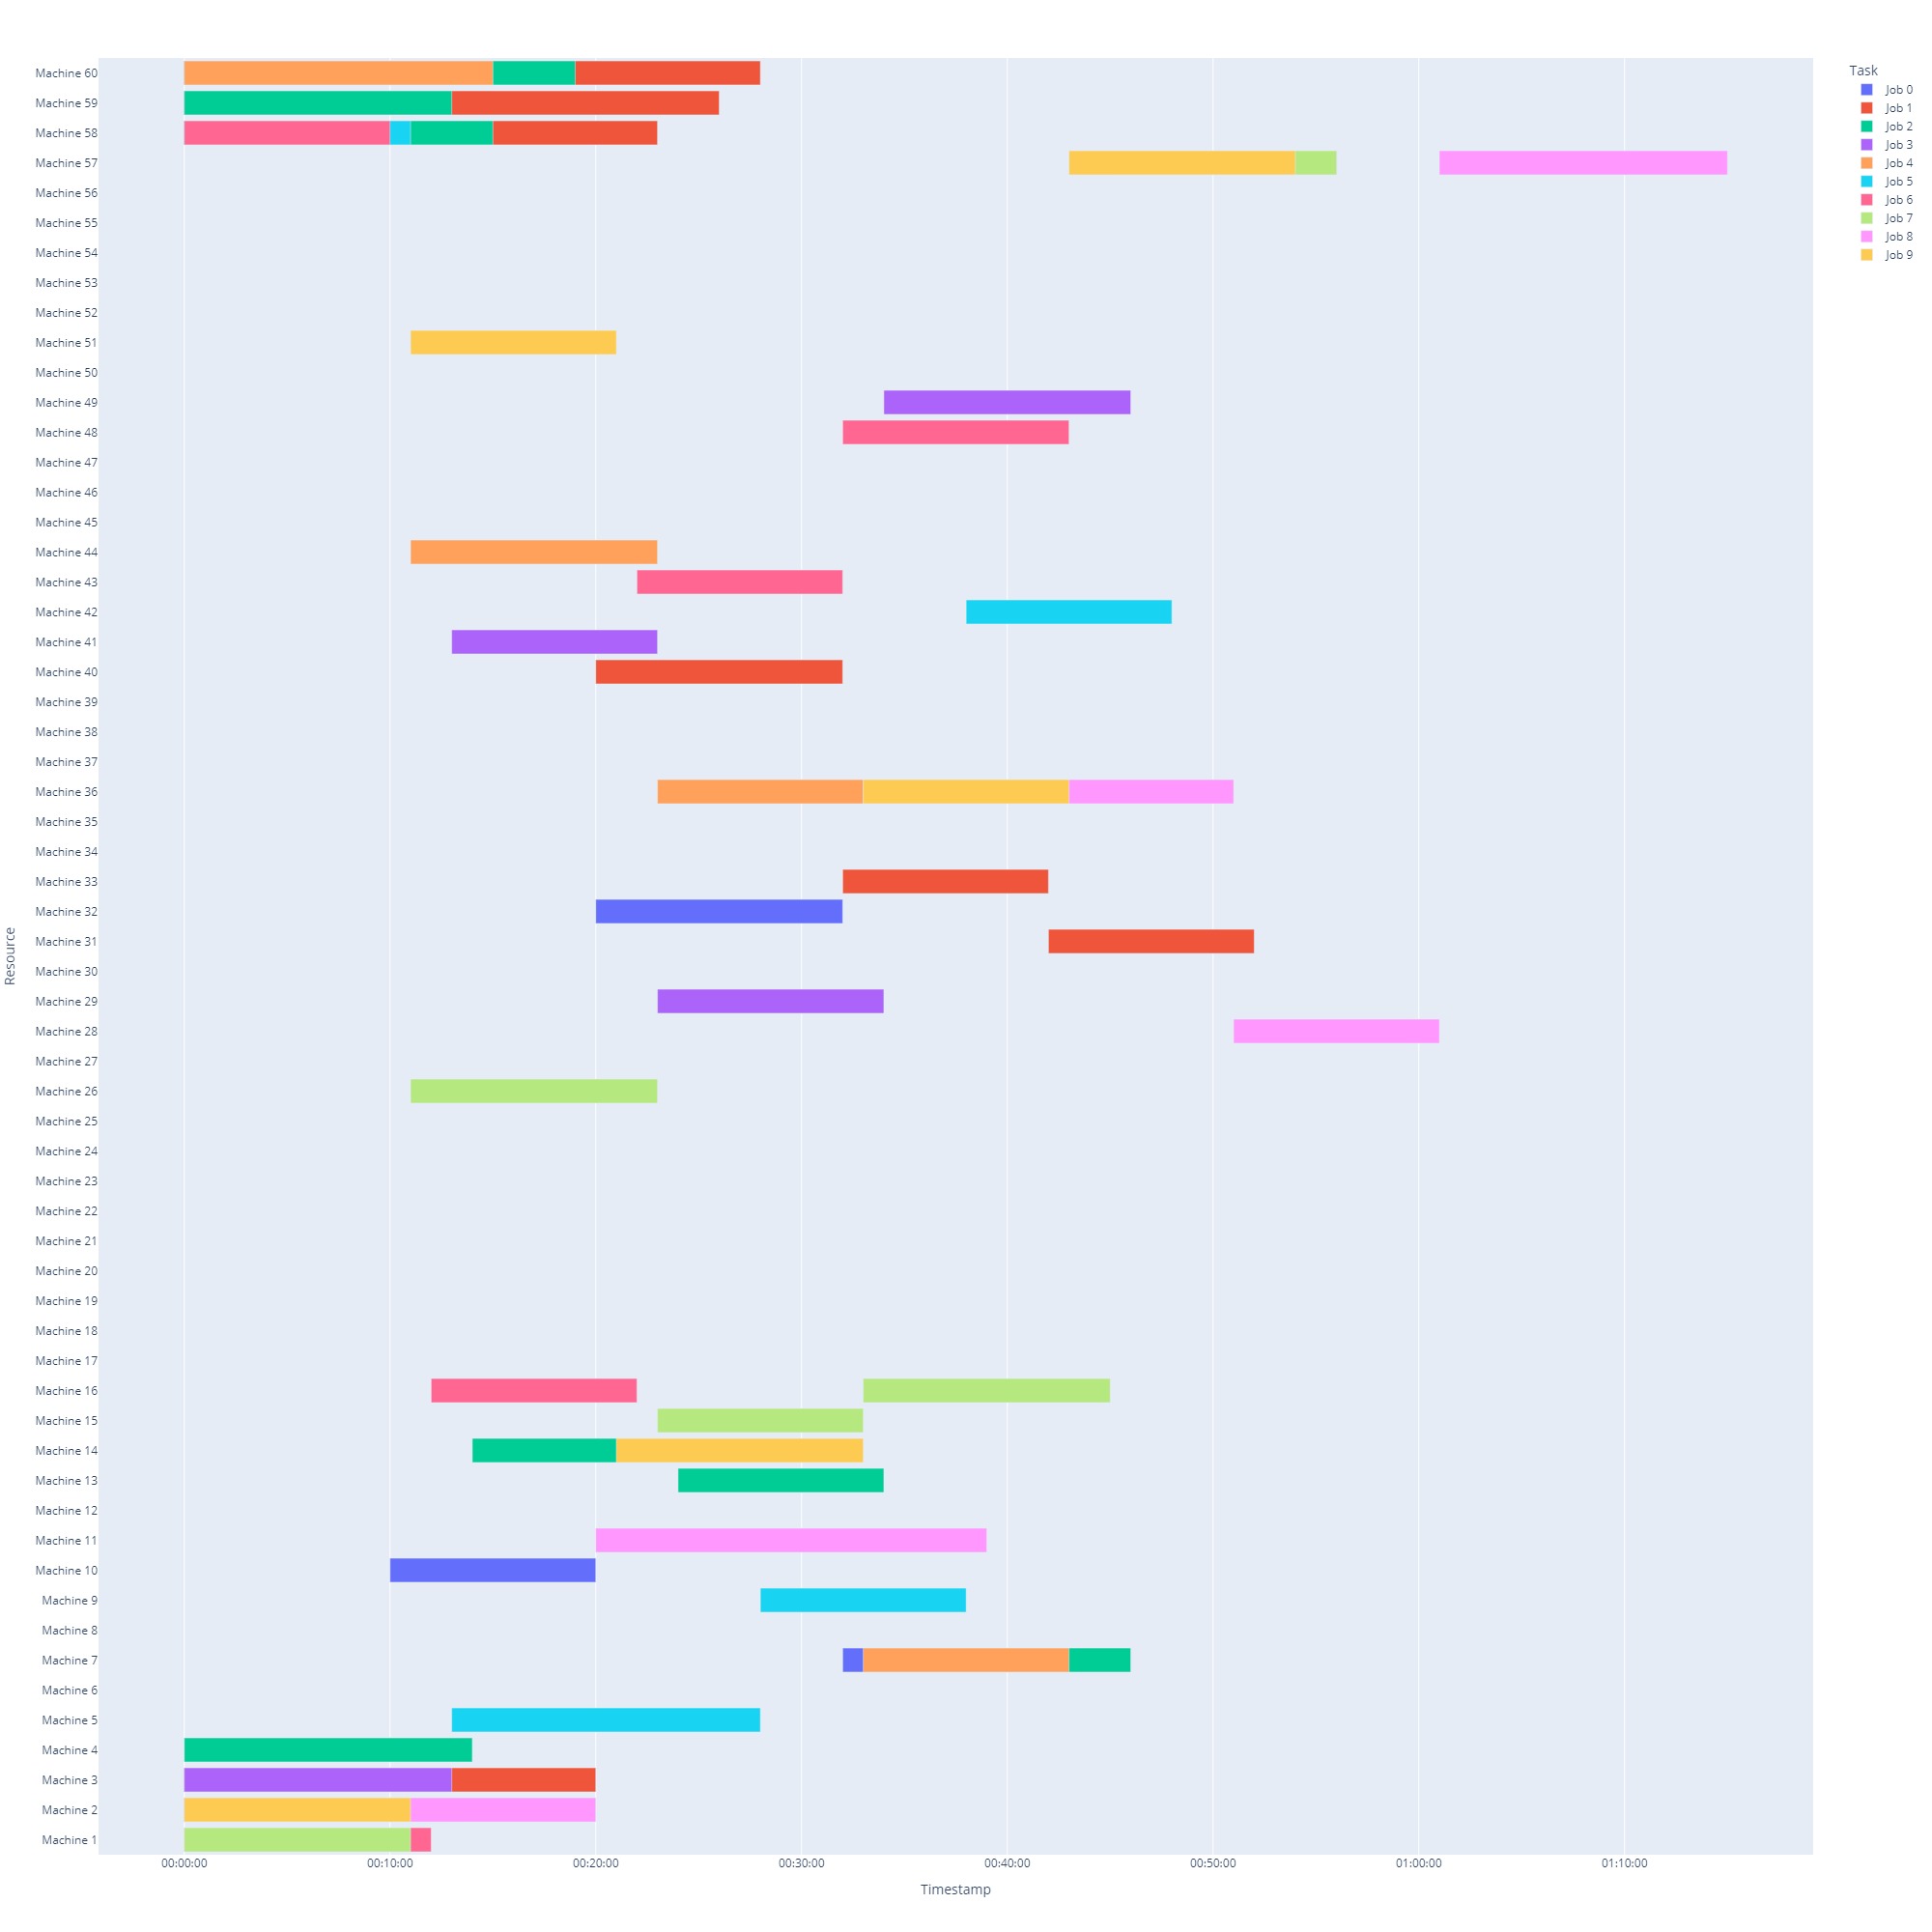 Machine 60
Machine 59
Machine 58
Machine 57
Machine 56
Machine 55
Machine 54
Machine 53
Machine 52
Machine 51
Machine 50
Machine 49
Machine 48
Machine 47
Machine 46
Machine 45
Machine 44
Machine 43
Machine 42
Machine 41
Machine 40
Machine 39
Machine 38
Machine 37
Machine 36
Machine 35
Machine 34
Machine 33
Machine 32
Machine 31
Machine 30
Machine 29
Machine 28
Machine 27
Machine 26
Machine 25
Machine 24
Machine 23
Machine 22
Machine 21
Machine 20
Machine 19
Machine 18
Machine 17
Machine 16
Machine 15
Machine 14
Machine 13
Machine 12
Machine 11
Machine 10
Machine 9
Machine 8
Machine 7
Machine 6
Machine 5
Machine 4
Machine 3
Machine 2
Machine 1
Resource
00:00:00 00:10:00 00:20:00 00:30:00 00:40:00 00:50:00 01:00:00 01:10:00
Timestamp
Task
Job 0
Job 1
Job 2
Job 3
Job 4
Job 5
Job 6
Job 7
Job 8
Job 9